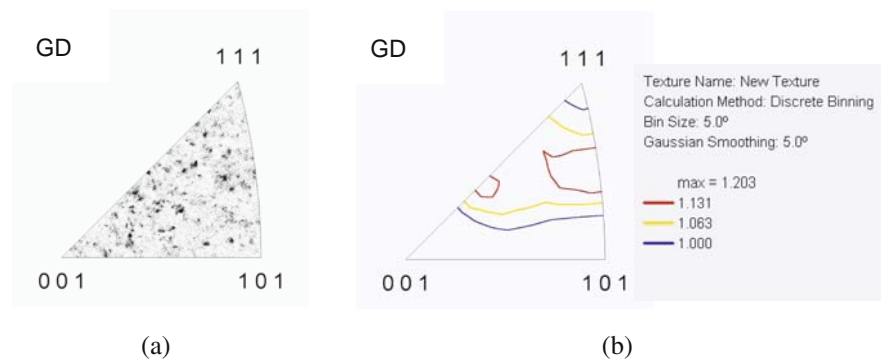 GD
1 1 1
0 0 1
1 0 1
(a)
GD
1 1 1
0 0 1
1 0 1
Texture Name: New Texture
Calculation Method: Discrete Binning
Bin Size: 5.0º
Gaussian Smoothing: 5.0º
max = 1.203
1.131
1.063
1.000
(b)